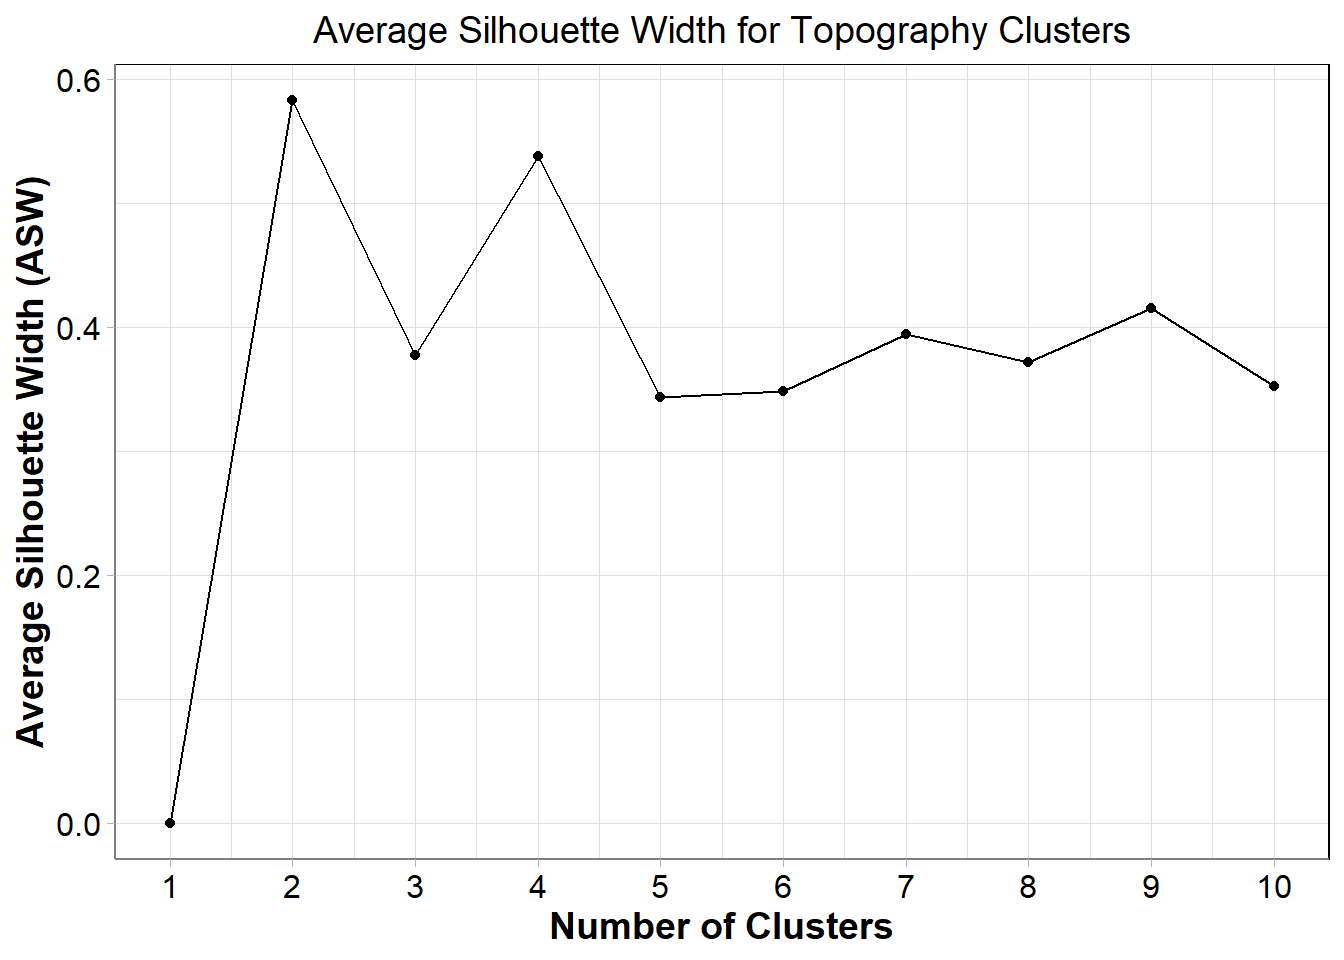 Average Silhouette Width for Topography Clusters
Average Silhouette Width (ASW)
0.6
0.4
0.2
0.0
1 2 3 4 5 6 7 8 9 10
Number of Clusters